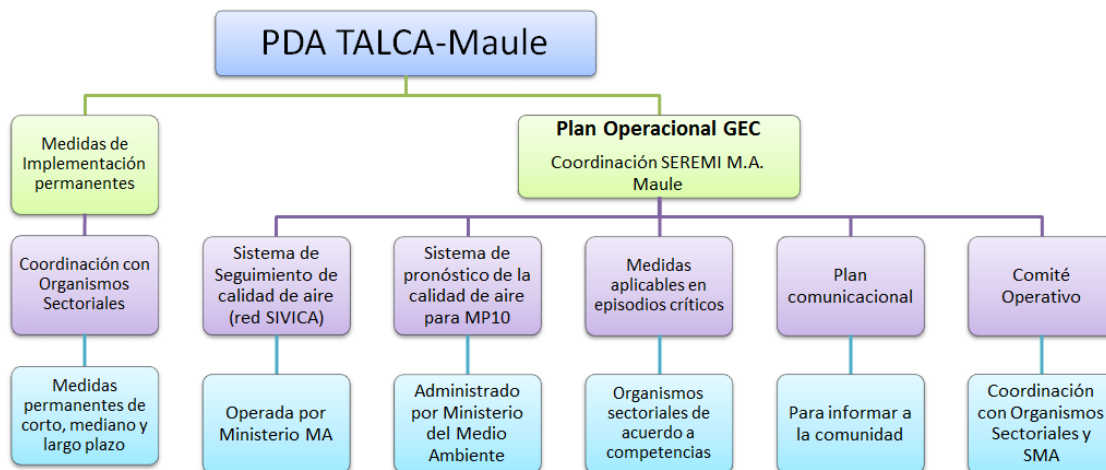 PDA TALCA-Maule
Medidas de
Implementación
permanentes
Plan Operacional GEC
Coordinación SEREMI M.A.
Maule
Coordinación con
Organismos
Sectoriales
Sistema de
Seguimiento de
calidad de aire
(red SIVICA)
Sistema de
pronóstico de la
calidad de aire
para MP10
Medidas
aplicables en
episodios críticos
Plan
comunicacional
Comité
Operativo
Medidas
permanentes de
corto, mediano y
largo plazo
Operada por
Ministerio MA
Administrado
por Ministerio
del Medio
Ambiente
Organismos
sectoriales de
acuerdo a
competencias
Para informar a
la comunidad
Coordinación
con Organismos
Sectoriales y
SMA